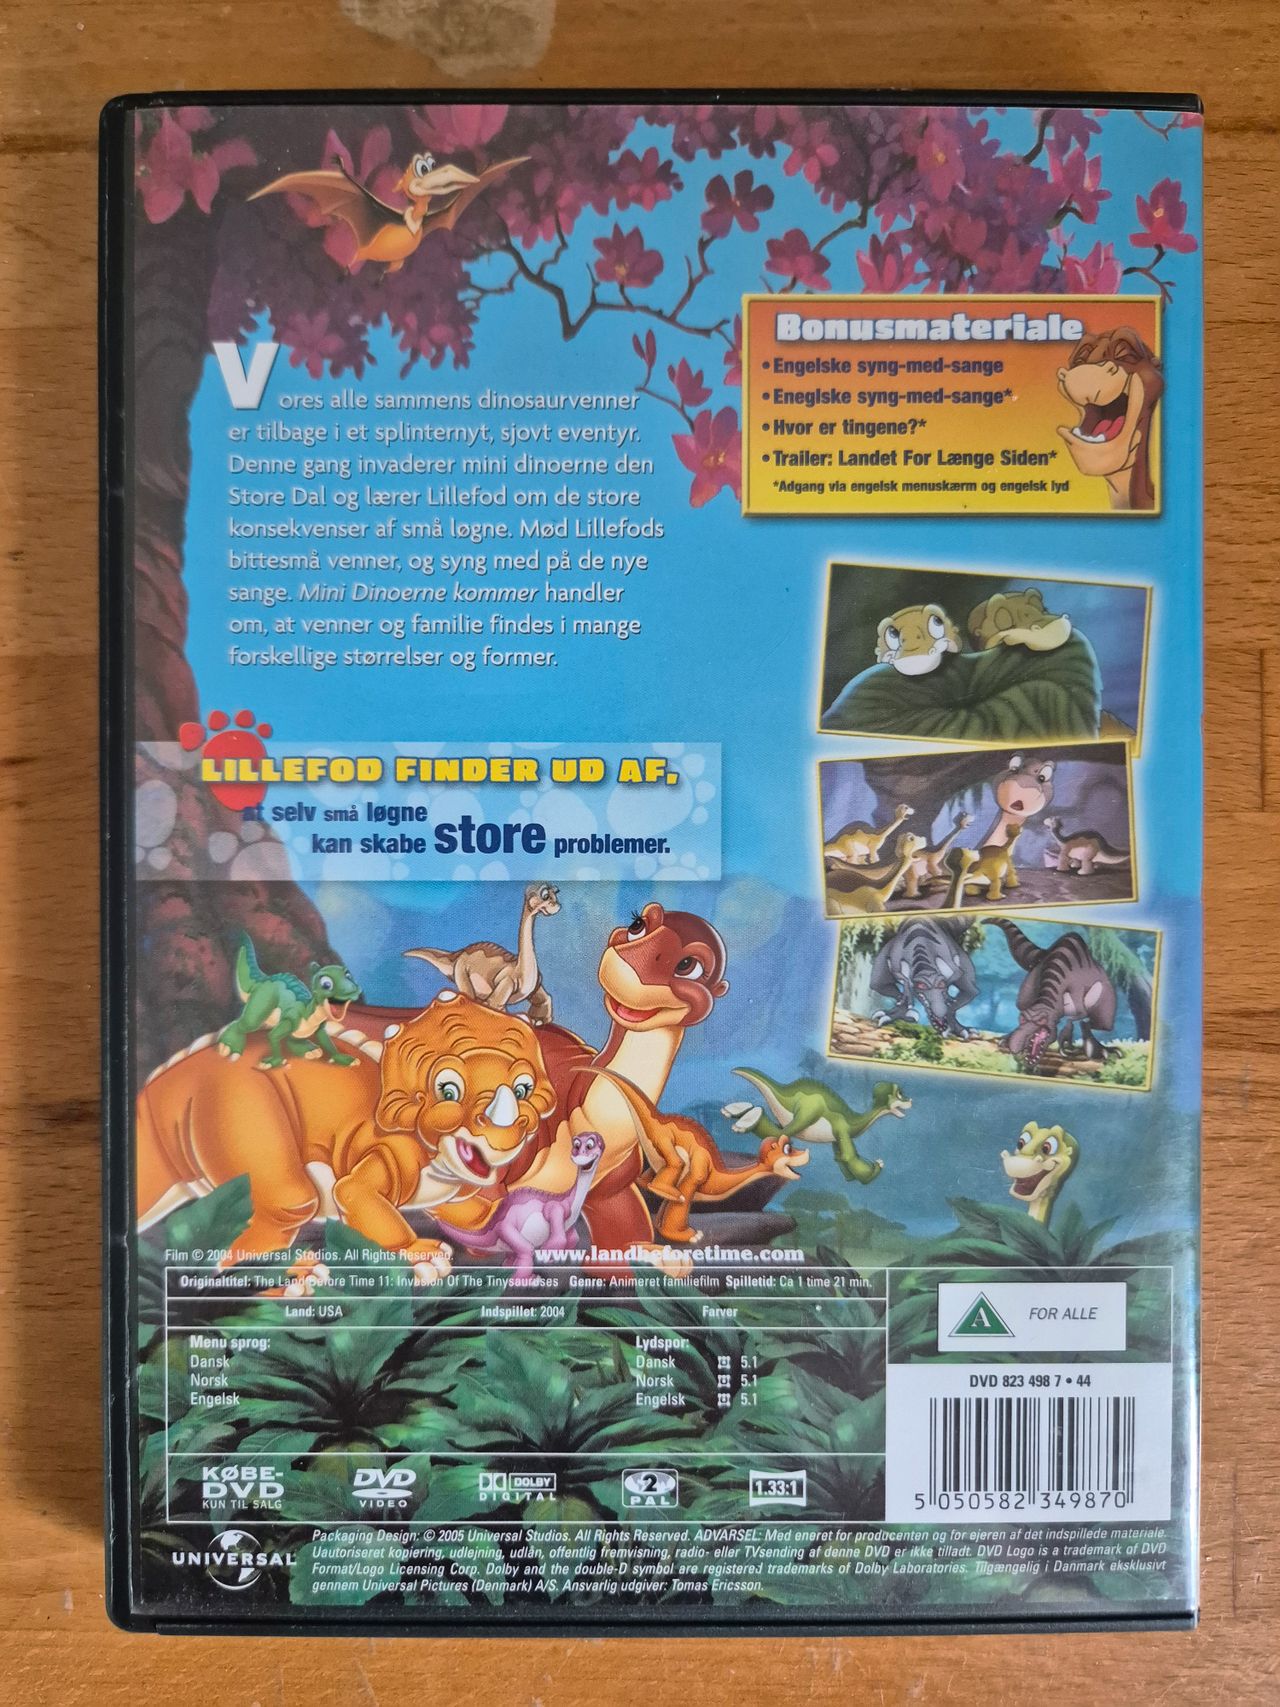 Vores alle sammens dinosaurvenner
er tilbage i et splinternyt, sjovt eventyr.
Denne gang invaderer mini dinoerne den
Store Dal og lærer Lillefod om de store
konsekvenser af små løgne. Mød Lillefods
bittesmå venner, og syng med på de nye
sange. Mini Dinoerne kommer handler
om, at venner og familie findes i mange
forskellige størrelser og former.
Bonusmateriale
•Engelske syng-med-sange
•Eneglske syng-med-sange*
•Hvor er tingene?*
•Trailer: Landet For Længe Siden*
*Adgang via engelsk menuskærm og engelsk lyd
LILLEFOD FINDER UD AF,
at selv små løgne
kan skabe store problemer.
Film © 2004 Universal Studios. All Rights Reserved.
www.landbeforetime.com
Originaltitel: The Land Before Time 11: Invasion Of The Tinysauruses Genre: Animeret familiefilm Spilletid: Ca 1 time 21 min.
Land: USA Indspillet: 2004 Farver
Menu sprog:
Dansk
Norsk
Engelsk
Lydspor:
Dansk 5.1
Norsk 5.1
Engelsk 5.1
A FOR ALLE
DVD 823 498 7 • 44
5 050582 349870
KØBE-
DVD
KUN TIL SALG
DVD
VIDEO
DOLBY
DIGITAL
2
PAL
1.33:1
UNIVERSAL
Packaging Design: © 2005 Universal Studios. All Rights Reserved. ADVARSEL: Med eneret for producenten og for ejeren af det indspillede materiale.
Uautoriseret kopiering, udlejning, udlån, offentlig fremvisning, radio- eller TVsending af denne DVD er ikke tilladt. DVD Logo is a trademark of DVD
Format/Logo Licensing Corp. Dolby and the double-D symbol are registered trademarks of Dolby Laboratories. Tilgængelig i Danmark eksklusivt
gennem Universal Pictures (Denmark) A/S. Ansvarlig udgiver: Tomas Ericsson.